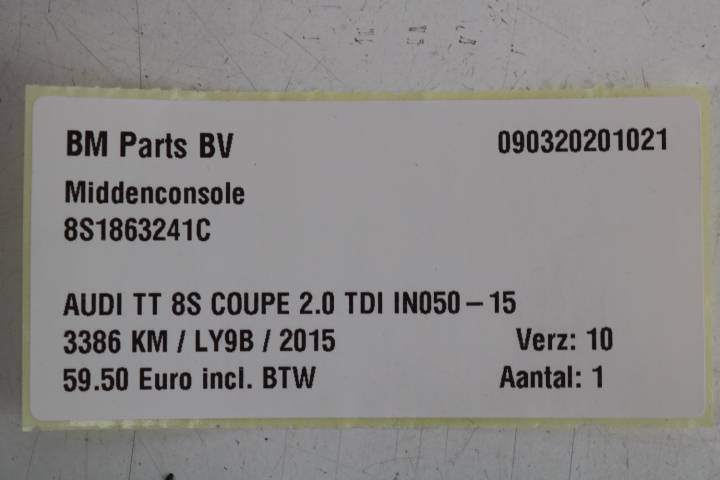 BM Parts BV 090320201021
Middenconsole
8S1863241C
AUDI TT 8S COUPE 2.0 TDI IN050 – 15
3386 KM / LY9B / 2015 Verz: 10
59.50 Euro incl. BTW Aantal: 1